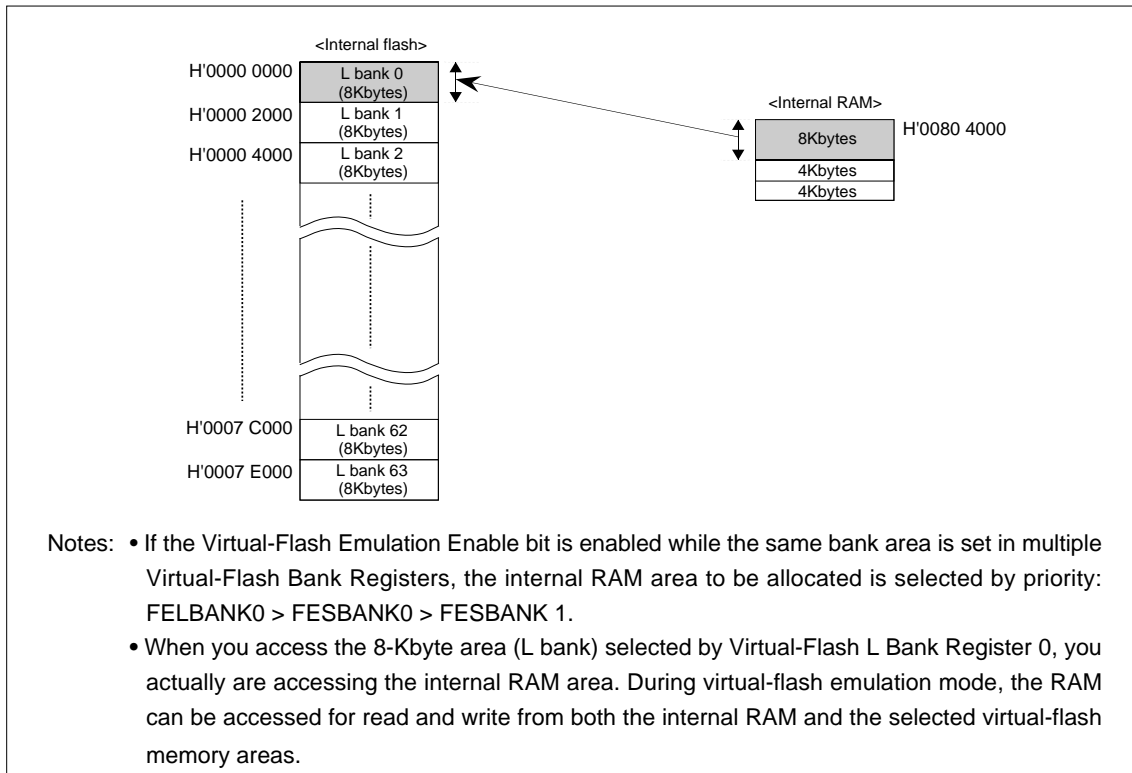 <Internal flash>
H'0000 0000
L bank 0
(8Kbytes)
<Internal RAM>
H'0000 2000
L bank 1
(8Kbytes)
8Kbytes
H'0080 4000
H'0000 4000
L bank 2
(8Kbytes)
4Kbytes
4Kbytes
H'0007 C000
L bank 62
(8Kbytes)
H'0007 E000
L bank 63
(8Kbytes)
Notes: • If the Virtual-Flash Emulation Enable bit is enabled while the same bank area is set in multiple
Virtual-Flash Bank Registers, the internal RAM area to be allocated is selected by priority:
FELBANK0 > FESBANK0 > FESBANK 1.
• When you access the 8-Kbyte area (L bank) selected by Virtual-Flash L Bank Register 0, you
actually are accessing the internal RAM area. During virtual-flash emulation mode, the RAM
can be accessed for read and write from both the internal RAM and the selected virtual-flash
memory areas.